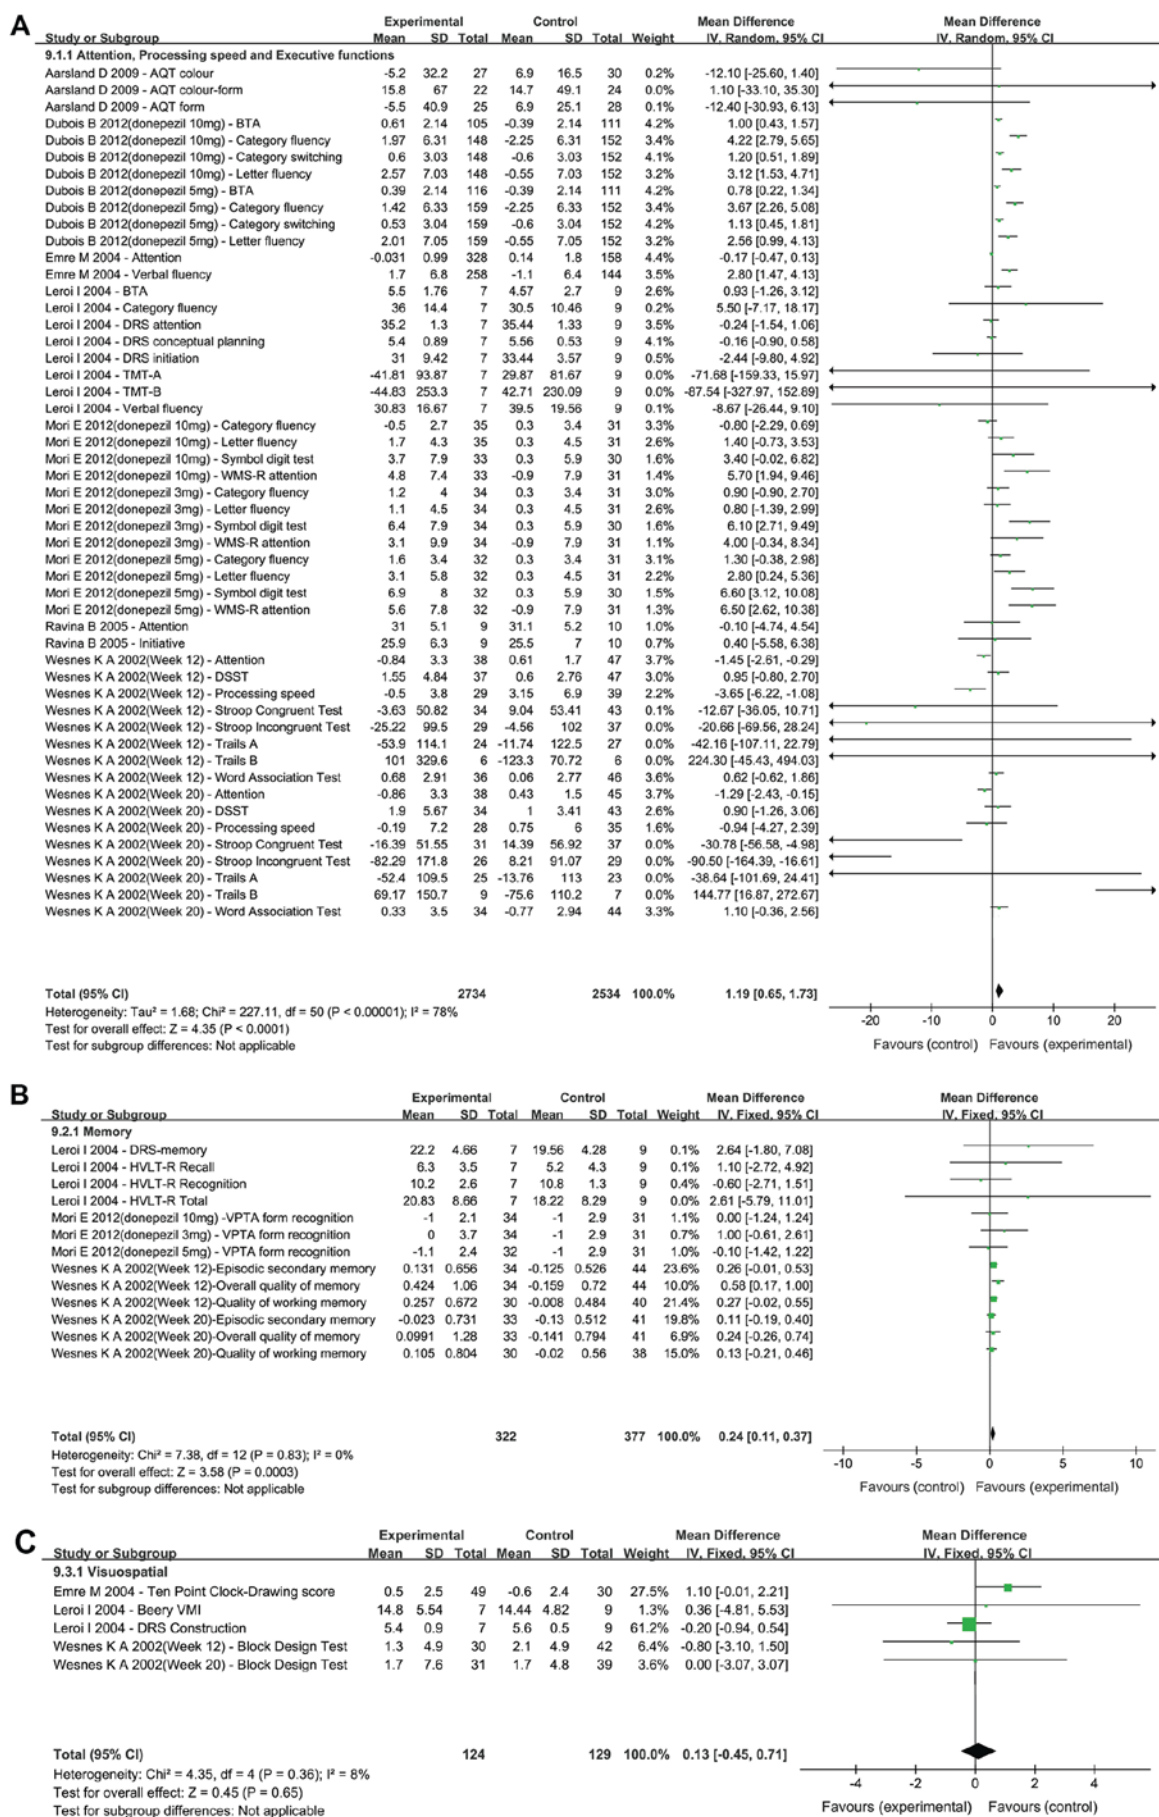 A
Experimental Control Mean Difference Mean Difference
Study or Subgroup Mean SD Total Mean SD Total Weight IV, Random, 95% CI IV, Random, 95% CI
9.1.1 Attention, Processing speed and Executive functions
Aarsland D 2009 - AQT colour -5.2 32.2 27 6.9 16.5 30 0.2% -12.10 [-25.60, 1.40]
Aarsland D 2009 - AQT colour-form 15.8 67 22 14.7 49.1 24 0.0% 1.10 [-33.10, 35.30]
Aarsland D 2009 - AQT form -5.5 40.9 25 6.9 25.1 28 0.1% -12.40 [-30.93, 6.13]
Dubois B 2012(donepezil 10mg) - BTA 0.61 2.14 105 -0.39 2.14 111 4.2% 1.00 [0.43, 1.57]
Dubois B 2012(donepezil 10mg) - Category fluency 1.97 6.31 148 -2.25 6.31 152 3.4% 4.22 [2.79, 5.65]
Dubois B 2012(donepezil 10mg) - Category switching 0.6 3.03 148 -0.6 3.03 152 4.1% 1.20 [0.51, 1.89]
Dubois B 2012(donepezil 10mg) - Letter fluency 2.57 7.03 148 -0.55 7.03 152 3.2% 3.12 [1.53, 4.71]
Dubois B 2012(donepezil 5mg) - BTA 0.39 2.14 116 -0.39 2.14 111 4.2% 0.78 [0.22, 1.34]
Dubois B 2012(donepezil 5mg) - Category fluency 1.42 6.33 159 -2.25 6.33 152 3.4% 3.67 [2.26, 5.08]
Dubois B 2012(donepezil 5mg) - Category switching 0.53 3.04 159 -0.6 3.04 152 4.1% 1.13 [0.45, 1.81]
Dubois B 2012(donepezil 5mg) - Letter fluency 2.01 7.05 159 -0.55 7.05 152 3.2% 2.56 [0.99, 4.13]
Emre M 2004 - Attention -0.031 0.99 328 0.14 1.8 158 4.4% -0.17 [-0.47, 0.13]
Emre M 2004 - Verbal fluency 1.7 6.8 258 -1.1 6.4 144 3.5% 2.80 [1.47, 4.13]
Leroi I 2004 - BTA 5.5 1.76 7 4.57 2.7 9 2.6% 0.93 [-1.26, 3.12]
Leroi I 2004 - Category fluency 36 14.4 7 30.5 10.46 9 0.2% 5.50 [-7.17, 18.17]
Leroi I 2004 - DRS attention 35.2 1.3 7 35.44 1.33 9 3.5% -0.24 [-1.54, 1.06]
Leroi I 2004 - DRS conceptual planning 5.4 0.89 7 5.56 0.53 9 4.0% -0.16 [-0.90, 0.58]
Leroi I 2004 - DRS initiation 31 9.42 7 33.44 3.57 9 0.5% -2.44 [-9.80, 4.92]
Leroi I 2004 - TMT-A -41.81 93.87 7 29.87 81.67 9 0.0% -71.68 [-159.33, 15.97]
Leroi I 2004 - TMT-B -44.83 253.3 7 42.71 230.09 9 0.0% -87.54 [-327.97, 152.89]
Leroi I 2004 - Verbal fluency 30.83 16.67 7 39.5 19.56 9 0.1% -8.67 [-26.44, 9.10]
Mori E 2012(donepezil 10mg) - Category fluency -0.5 2.7 35 0.3 3.4 31 3.3% -0.80 [-2.29, 0.69]
Mori E 2012(donepezil 10mg) - Letter fluency 1.7 4.3 35 0.3 4.5 31 2.6% 1.40 [-0.73, 3.53]
Mori E 2012(donepezil 10mg) - Symbol digit test 3.7 7.9 33 0.3 5.9 30 1.5% 3.40 [-0.02, 6.82]
Mori E 2012(donepezil 10mg) - WMS-R attention 4.8 7.4 33 -0.9 7.9 31 1.4% 5.70 [1.94, 9.46]
Mori E 2012(donepezil 3mg) - Category fluency 1.2 4 34 0.3 3.4 31 3.0% 0.90 [-0.90, 2.70]
Mori E 2012(donepezil 3mg) - Letter fluency 1.1 4.5 34 0.3 4.5 31 2.5% 0.80 [-1.39, 2.99]
Mori E 2012(donepezil 3mg) - Symbol digit test 6.4 7.9 34 0.3 5.9 30 1.6% 6.10 [2.71, 9.49]
Mori E 2012(donepezil 3mg) - WMS-R attention 3.1 9.9 34 -0.9 7.9 31 1.1% 4.00 [-0.34, 8.34]
Mori E 2012(donepezil 5mg) - Category fluency 1.6 3.4 32 0.3 3.4 31 3.1% 1.30 [-0.38, 2.98]
Mori E 2012(donepezil 5mg) - Letter fluency 3.1 5.8 32 0.3 4.5 31 2.2% 2.80 [0.24, 5.36]
Mori E 2012(donepezil 5mg) - Symbol digit test 6.9 8 32 0.3 5.9 30 1.5% 6.60 [3.12, 10.08]
Mori E 2012(donepezil 5mg) - WMS-R attention 5.6 7.8 32 -0.9 7.9 31 1.3% 6.50 [2.62, 10.38]
Ravina B 2005 - Attention 31 5.1 9 31.1 5.2 10 1.0% -0.10 [-4.74, 4.54]
Ravina B 2005 - Initiative 25.9 6.3 9 25.5 7 10 0.7% 0.40 [-5.58, 6.38]
Wesnes K A 2002(Week 12) - Attention -0.84 3.3 38 0.61 1.7 47 3.7% -1.45 [-2.61, -0.29]
Wesnes K A 2002(Week 12) - DSST 1.55 4.84 37 0.6 2.76 47 3.0% 0.95 [-0.80, 2.70]
Wesnes K A 2002(Week 12) - Processing speed -0.5 3.8 29 3.15 6.9 39 2.2% -3.65 [-6.22, -1.08]
Wesnes K A 2002(Week 12) - Stroop Congruent Test -3.63 50.82 34 9.04 53.41 43 0.1% -12.67 [-36.05, 10.71]
Wesnes K A 2002(Week 12) - Stroop Incongruent Test -25.22 99.5 29 -4.56 102 37 0.0% -20.66 [-69.56, 28.24]
Wesnes K A 2002(Week 12) - Trails A -53.9 114.1 24 -11.74 122.5 27 0.0% -42.16 [-107.11, 22.79]
Wesnes K A 2002(Week 12) - Trails B 101 329.6 6 -123.3 70.72 6 0.0% 224.30 [-45.43, 494.03]
Wesnes K A 2002(Week 12) - Word Association Test 0.68 2.91 36 0.06 2.77 46 3.6% 0.62 [-0.62, 1.86]
Wesnes K A 2002(Week 20) - Attention -0.86 3.3 38 0.43 1.5 45 3.7% -1.29 [-2.43, -0.15]
Wesnes K A 2002(Week 20) - DSST 1.9 5.67 34 1 3.41 43 2.6% 0.90 [-1.26, 3.06]
Wesnes K A 2002(Week 20) - Processing speed -0.19 7.2 28 0.75 6 35 1.6% -0.94 [-4.27, 2.39]
Wesnes K A 2002(Week 20) - Stroop Congruent Test -16.39 51.55 31 14.39 56.92 37 0.0% -30.78 [-56.58, -4.98]
Wesnes K A 2002(Week 20) - Stroop Incongruent Test -82.29 171.8 26 8.21 91.07 29 0.0% -90.50 [-164.39, -16.61]
Wesnes K A 2002(Week 20) - Trails A -52.4 109.5 25 -13.76 113 23 0.0% -38.64 [-101.69, 24.41]
Wesnes K A 2002(Week 20) - Trails B 69.17 150.7 9 -75.6 110.2 7 0.0% 144.77 [16.87, 272.67]
Wesnes K A 2002(Week 20) - Word Association Test 0.33 3.5 34 -0.77 2.94 44 3.3% 1.10 [-0.36, 2.56]
Total (95% CI) 2734 2534 100.0% 1.19 [0.65, 1.73]
Heterogeneity: Tau² = 1.68; Chi² = 227.11, df = 50 (P < 0.00001); I² = 78%
Test for overall effect: Z = 4.35 (P < 0.0001)
Test for subgroup differences: Not applicable
-20 -10 0 10 20
Favours (control) Favours (experimental)
B
Experimental Control Mean Difference Mean Difference
Study or Subgroup Mean SD Total Mean SD Total Weight IV, Fixed, 95% CI IV, Fixed, 95% CI
9.2.1 Memory
Leroi I 2004 - DRS-memory 22.2 4.66 7 19.56 4.28 9 0.1% 2.64 [-1.80, 7.08]
Leroi I 2004 - HVLT-R Recall 6.3 3.5 7 5.2 4.3 9 0.1% 1.10 [-2.72, 4.92]
Leroi I 2004 - HVLT-R Recognition 10.2 2.6 7 10.8 1.3 9 0.4% -0.60 [-2.71, 1.51]
Leroi I 2004 - HVLT-R Total 20.83 8.66 7 18.22 8.29 9 0.0% 2.61 [-5.79, 11.01]
Mori E 2012(donepezil 10mg) -VPTA form recognition -1 2.1 34 -1 2.9 31 1.1% 0.00 [-1.24, 1.24]
Mori E 2012(donepezil 3mg) - VPTA form recognition 0 3.7 34 -1 2.9 31 0.7% 1.00 [-0.61, 2.61]
Mori E 2012(donepezil 5mg) - VPTA form recognition -1.1 2.4 32 -1 2.9 31 1.0% -0.10 [-1.42, 1.22]
Wesnes K A 2002(Week 12)-Episodic secondary memory 0.131 0.656 34 -0.125 0.526 44 23.6% 0.26 [-0.01, 0.53]
Wesnes K A 2002(Week 12)-Overall quality of memory 0.424 1.06 34 -0.159 0.72 44 10.0% 0.58 [0.17, 1.00]
Wesnes K A 2002(Week 12)-Quality of working memory 0.257 0.672 30 -0.008 0.484 40 21.4% 0.27 [-0.02, 0.55]
Wesnes K A 2002(Week 20)-Episodic secondary memory -0.023 0.731 33 -0.13 0.512 41 19.8% 0.11 [-0.19, 0.40]
Wesnes K A 2002(Week 20)-Overall quality of memory 0.0991 1.28 33 -0.141 0.794 41 6.9% 0.24 [-0.26, 0.74]
Wesnes K A 2002(Week 20)-Quality of working memory 0.105 0.804 30 -0.02 0.56 38 15.0% 0.13 [-0.21, 0.46]
Total (95% CI) 322 377 100.0% 0.24 [0.11, 0.37]
Heterogeneity: Chi² = 7.38, df = 12 (P = 0.83); I² = 0%
Test for overall effect: Z = 3.58 (P = 0.0003)
Test for subgroup differences: Not applicable
-10 -5 0 5 10
Favours (control) Favours (experimental)
C
Experimental Control Mean Difference Mean Difference
Study or Subgroup Mean SD Total Mean SD Total Weight IV, Fixed, 95% CI IV, Fixed, 95% CI
9.3.1 Visuospatial
Emre M 2004 - Ten Point Clock-Drawing score 0.5 2.5 49 -0.6 2.4 30 27.5% 1.10 [-0.01, 2.21]
Leroi I 2004 - Beery VMI 14.8 5.54 7 14.44 4.82 9 1.3% 0.36 [-4.81, 5.53]
Leroi I 2004 - DRS Construction 5.4 0.9 7 5.6 0.5 9 61.2% -0.20 [-0.94, 0.54]
Wesnes K A 2002(Week 12) - Block Design Test 1.3 4.9 30 2.1 4.9 42 6.4% -0.80 [-3.10, 1.50]
Wesnes K A 2002(Week 20) - Block Design Test 1.7 7.6 31 1.7 4.8 39 3.6% 0.00 [-3.07, 3.07]
Total (95% CI) 124 129 100.0% 0.13 [-0.45, 0.71]
Heterogeneity: Chi² = 4.35, df = 4 (P = 0.36); I² = 8%
Test for overall effect: Z = 0.45 (P = 0.65)
Test for subgroup differences: Not applicable
-4 -2 0 2 4
Favours (experimental) Favours (control)